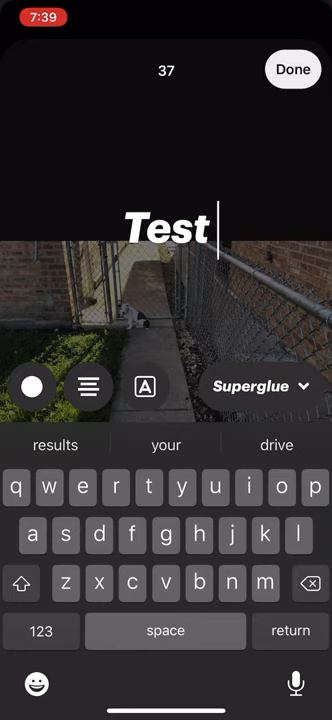 7:39
37
Done
Test
A
Superglue
results your drive
q w e r t y u i o p
a s d f g h j k l
z x c v b n m
123 space return